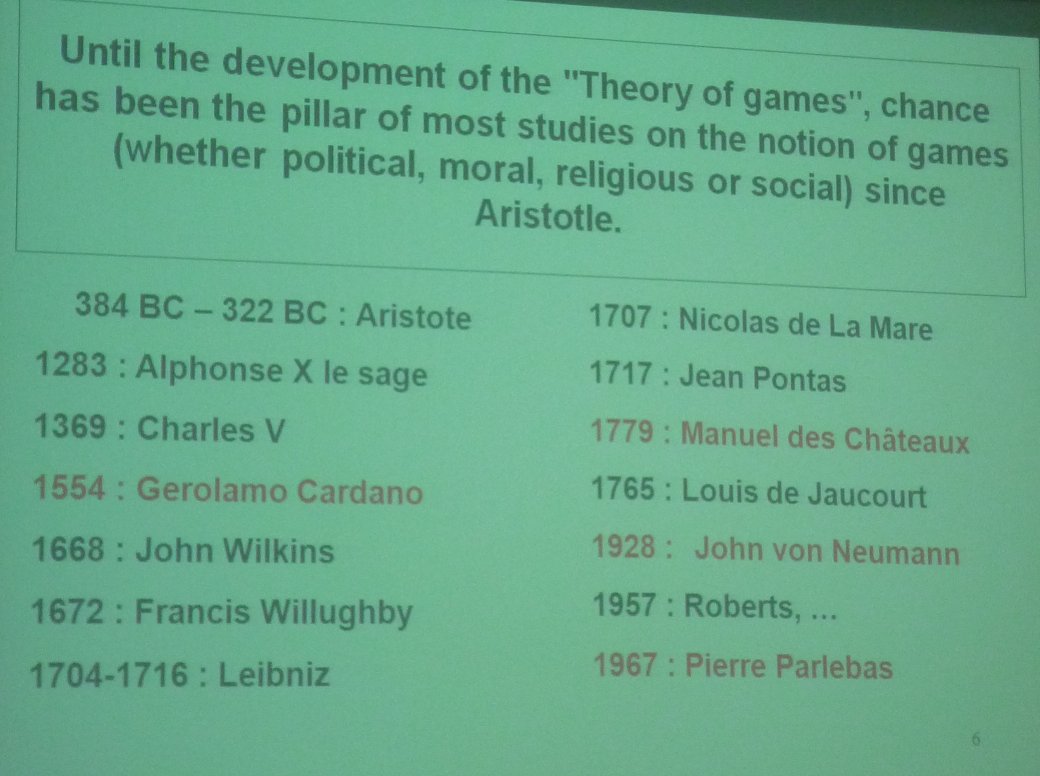 Until the development of the "Theory of games", chance
has been the pillar of most studies on the notion of games
(whether political, moral, religious or social) since
Aristotle.
384 BC – 322 BC : Aristote
1283 : Alphonse X le sage
1369 : Charles V
1554 : Gerolamo Cardano
1668 : John Wilkins
1672 : Francis Willughby
1704-1716 : Leibniz
1707 : Nicolas de La Mare
1717 : Jean Pontas
1779 : Manuel des Châteaux
1765 : Louis de Jaucourt
1928 : John von Neumann
1957 : Roberts, ...
1967 : Pierre Parlebas
6